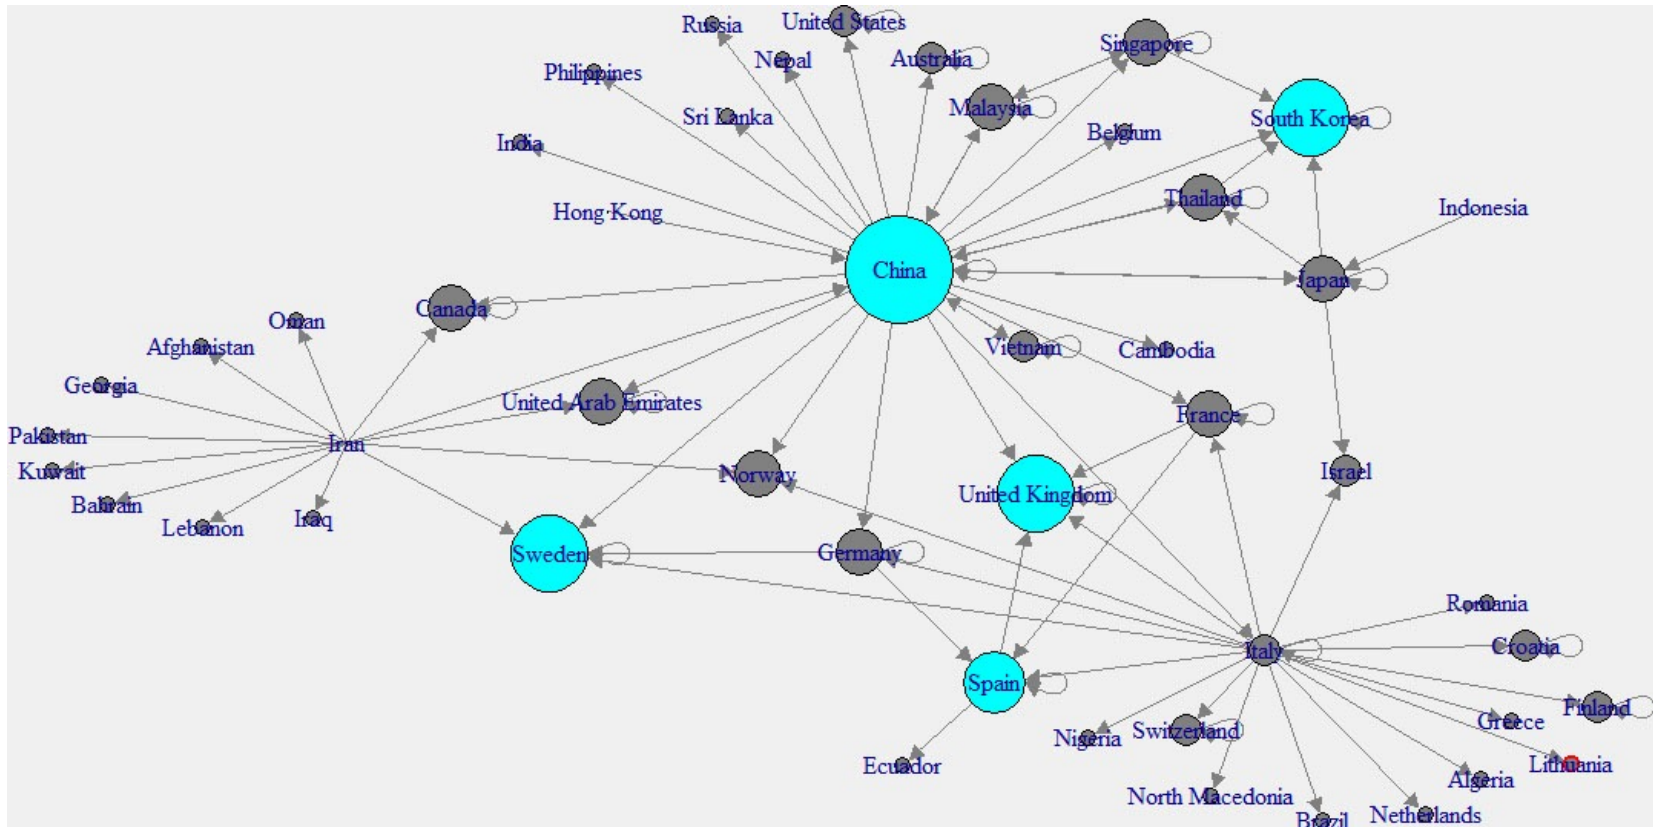 Russia
United States
Singapore
Nepal
Australia
Philippines
Malaysia
Sri Lanka
Belgium
South Korea
India
Hong Kong
Thailand
Indonesia
China
Japan
Canada
Oman
Afghanistan
Vietnam
Cambodia
Georgia
United Arab Emirates
France
Pakistan
Iran
Kuwait
Norway
Israel
Bahrain
United Kingdom
Lebanon
Iraq
Sweden
Germany
Romania
Italy
Croatia
Spain
Finland
Greece
Nigeria
Switzerland
Ecuador
Lithuania
Algeria
North Macedonia
Netherlands
Brazil